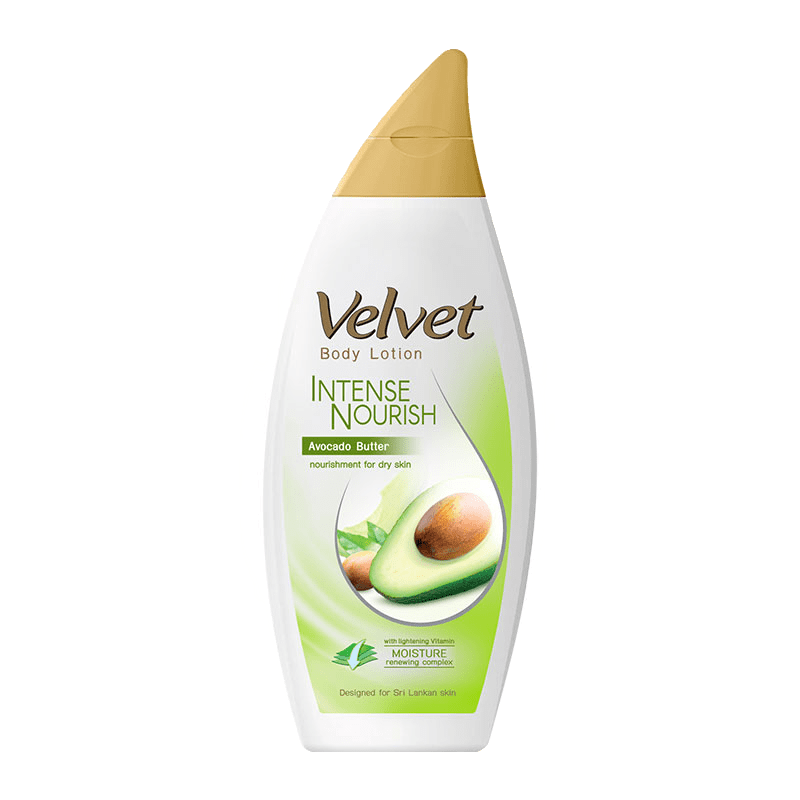 Velvet
Body Lotion
INTENSE
NOURISH
Avocado Butter
nourishment for dry skin
with lightening Vitamin
MOISTURE
renewing complex
Designed for Sri Lankan skin